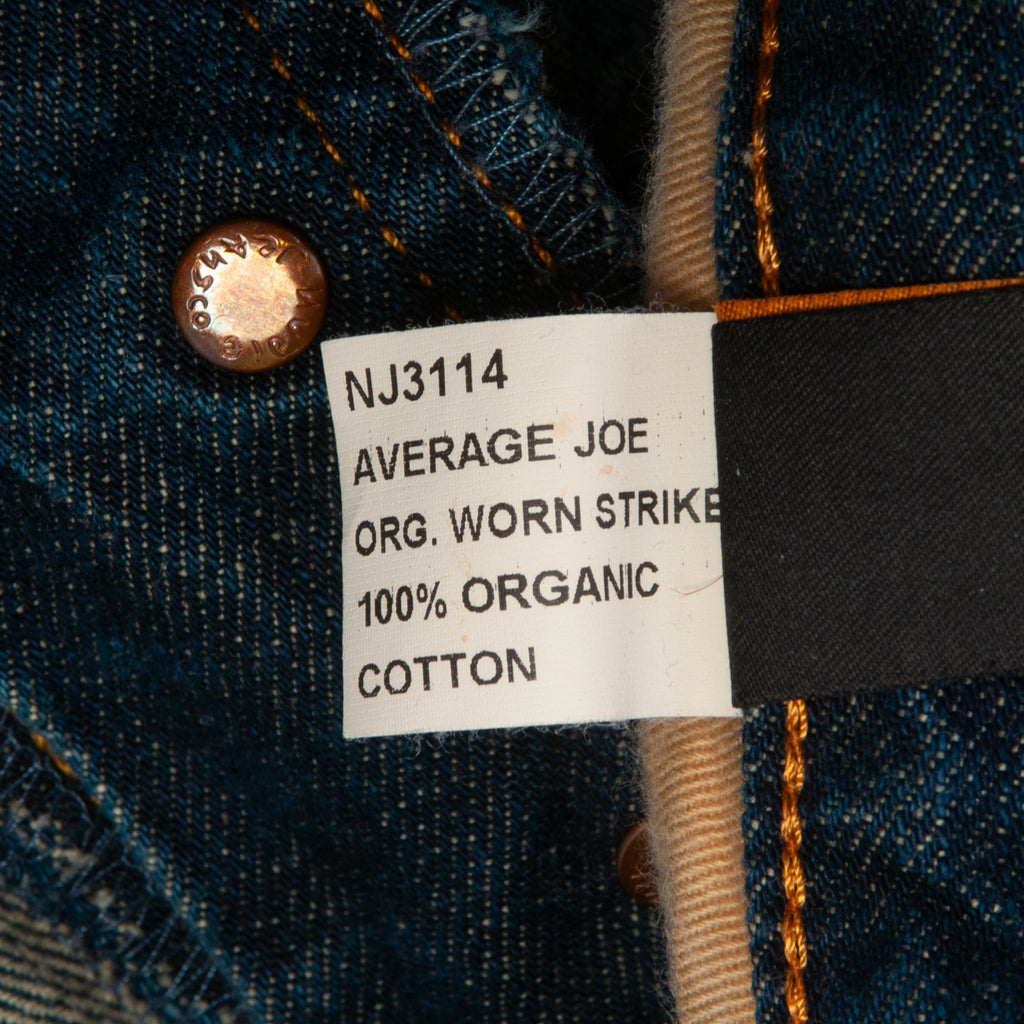 NJ3114
AVERAGE JOE
ORG. WORN STRIKE
100% ORGANIC
COTTON